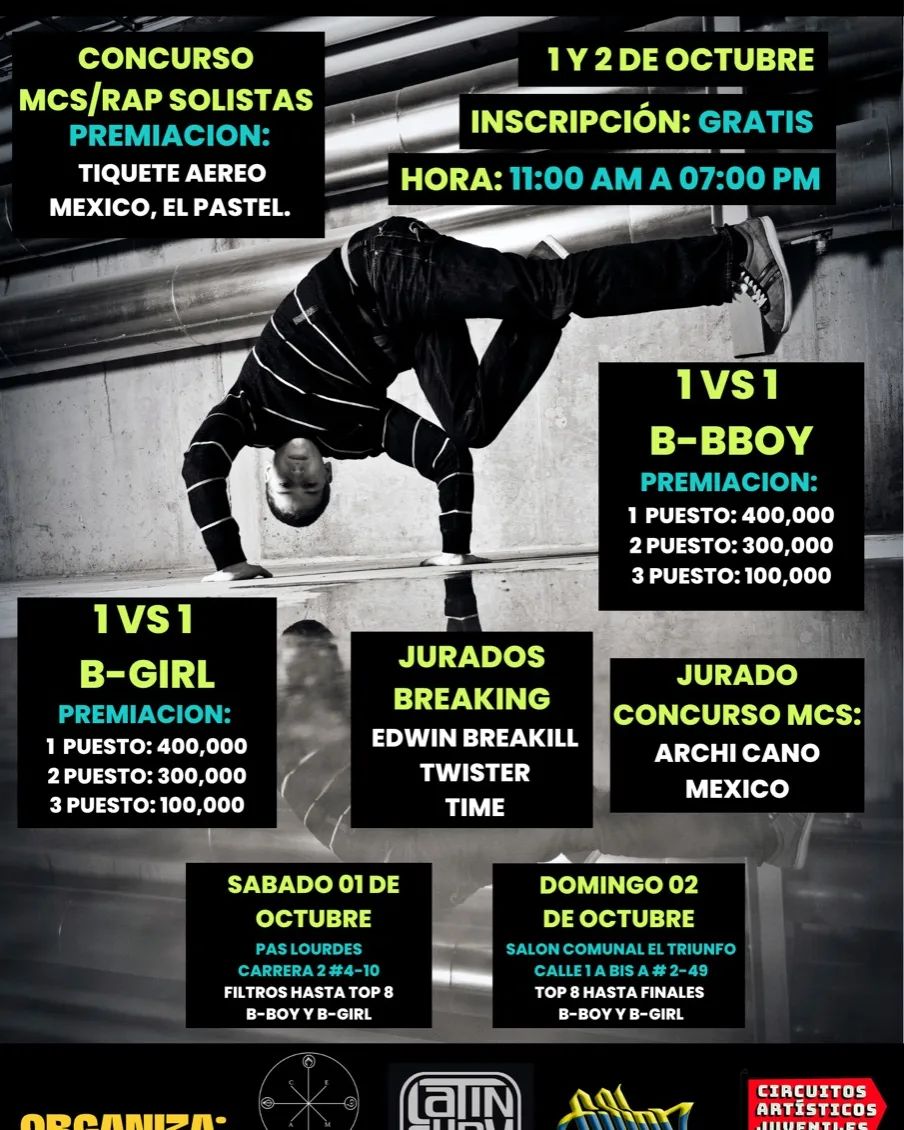 CONCURSO
MCS/RAP SOLISTAS
PREMIACION:
TIQUETE AEREO
MEXICO, EL PASTEL.
1 Y 2 DE OCTUBRE
INSCRIPCIÓN: GRATIS
HORA: 11:00 AM A 07:00 PM
1 VS 1
B-BBOY
PREMIACION:
1 PUESTO: 400,000
2 PUESTO: 300,000
3 PUESTO: 100,000
1 VS 1
B-GIRL
PREMIACION:
1 PUESTO: 400,000
2 PUESTO: 300,000
3 PUESTO: 100,000
JURADOS
BREAKING
EDWIN BREAKILL
TWISTER
TIME
JURADO
CONCURSO MCS:
ARCHI CANO
MEXICO
SABADO 01 DE
OCTUBRE
PAS LOURDES
CARRERA 2 #4-10
FILTROS HASTA TOP 8
B-BOY Y B-GIRL
DOMINGO 02
DE OCTUBRE
SALON COMUNAL EL TRIUNFO
CALLE 1 A BIS A # 2-49
TOP 8 HASTA FINALES
B-BOY Y B-GIRL
ORGANIZA:
C E
A M
LATIN
CIRCUITOS
ARTÍSTICOS
JUVENILES